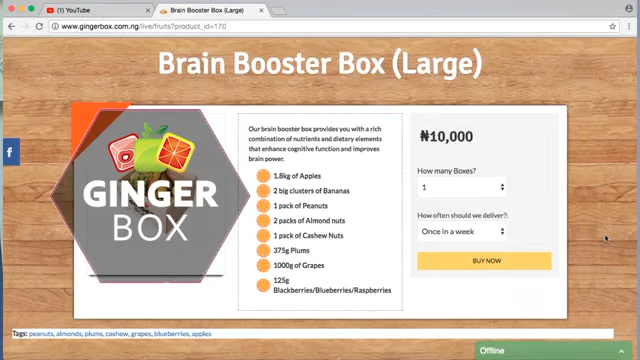 (1) YouTube
Brain Booster Box (Large)
www.gingerbox.com.ng/live/fruits?product_id=170
Brain Booster Box (Large)
GINGER
BOX
Our brain booster box provides you with a rich
combination of nutrients and dietary elements
that enhance cognitive function and improves
brain power.
1.8kg of Apples
2 big clusters of Bananas
1 pack of Peanuts
2 packs of Almond nuts
1 pack of Cashew Nuts
375g Plums
1000g of Grapes
125g
Blackberries/Blueberries/Raspberries
₦10,000
How many Boxes?
1
How often should we deliver?:
Once in a week
BUY NOW
f
Tags: peanuts, almonds, plums, cashew, grapes, blueberries, apples
Offline